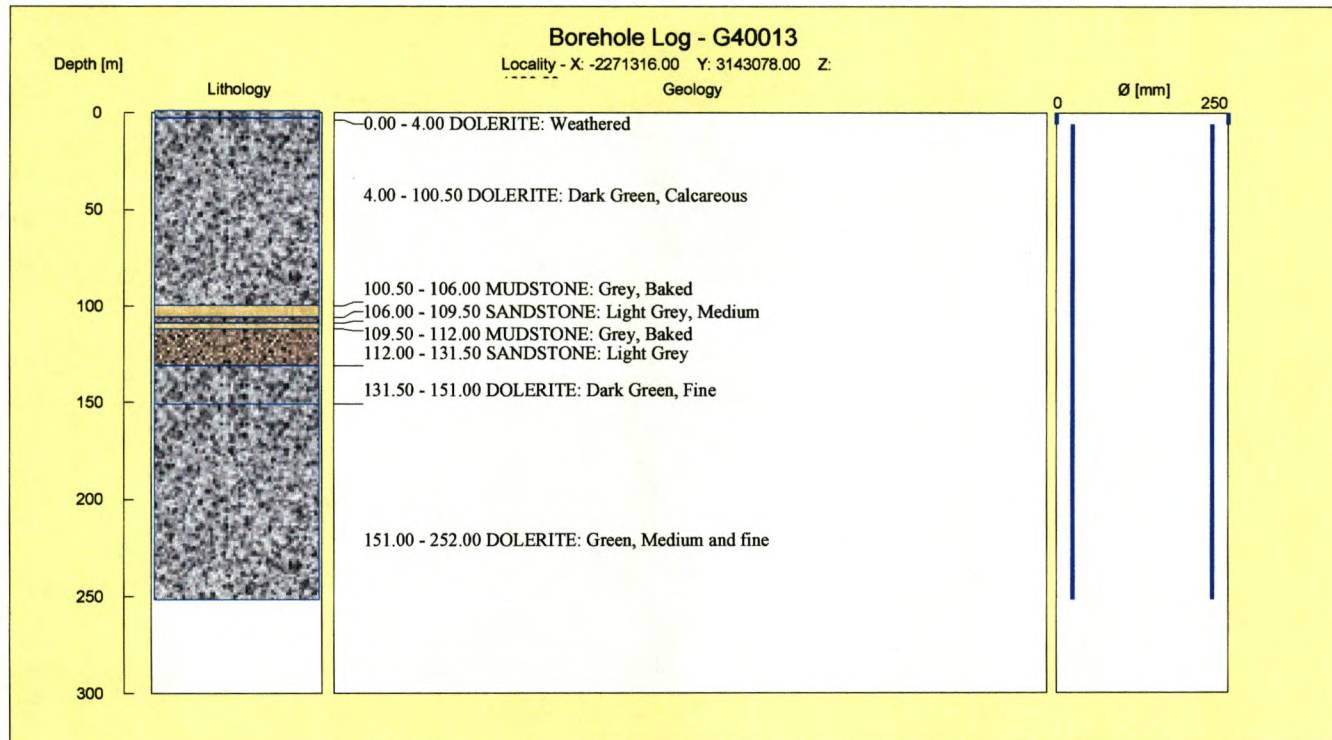 Borehole Log - G40013
Depth [m]
Locality - X: -2271316.00 Y: 3143078.00 Z:
Lithology
Geology
Ø [mm]
0
250
0
50
100
150
200
250
300
0.00 - 4.00 DOLERITE: Weathered
4.00 - 100.50 DOLERITE: Dark Green, Calcareous
100.50 - 106.00 MUDSTONE: Grey, Baked
106.00 - 109.50 SANDSTONE: Light Grey, Medium
109.50 - 112.00 MUDSTONE: Grey, Baked
112.00 - 131.50 SANDSTONE: Light Grey
131.50 - 151.00 DOLERITE: Dark Green, Fine
151.00 - 252.00 DOLERITE: Green, Medium and fine